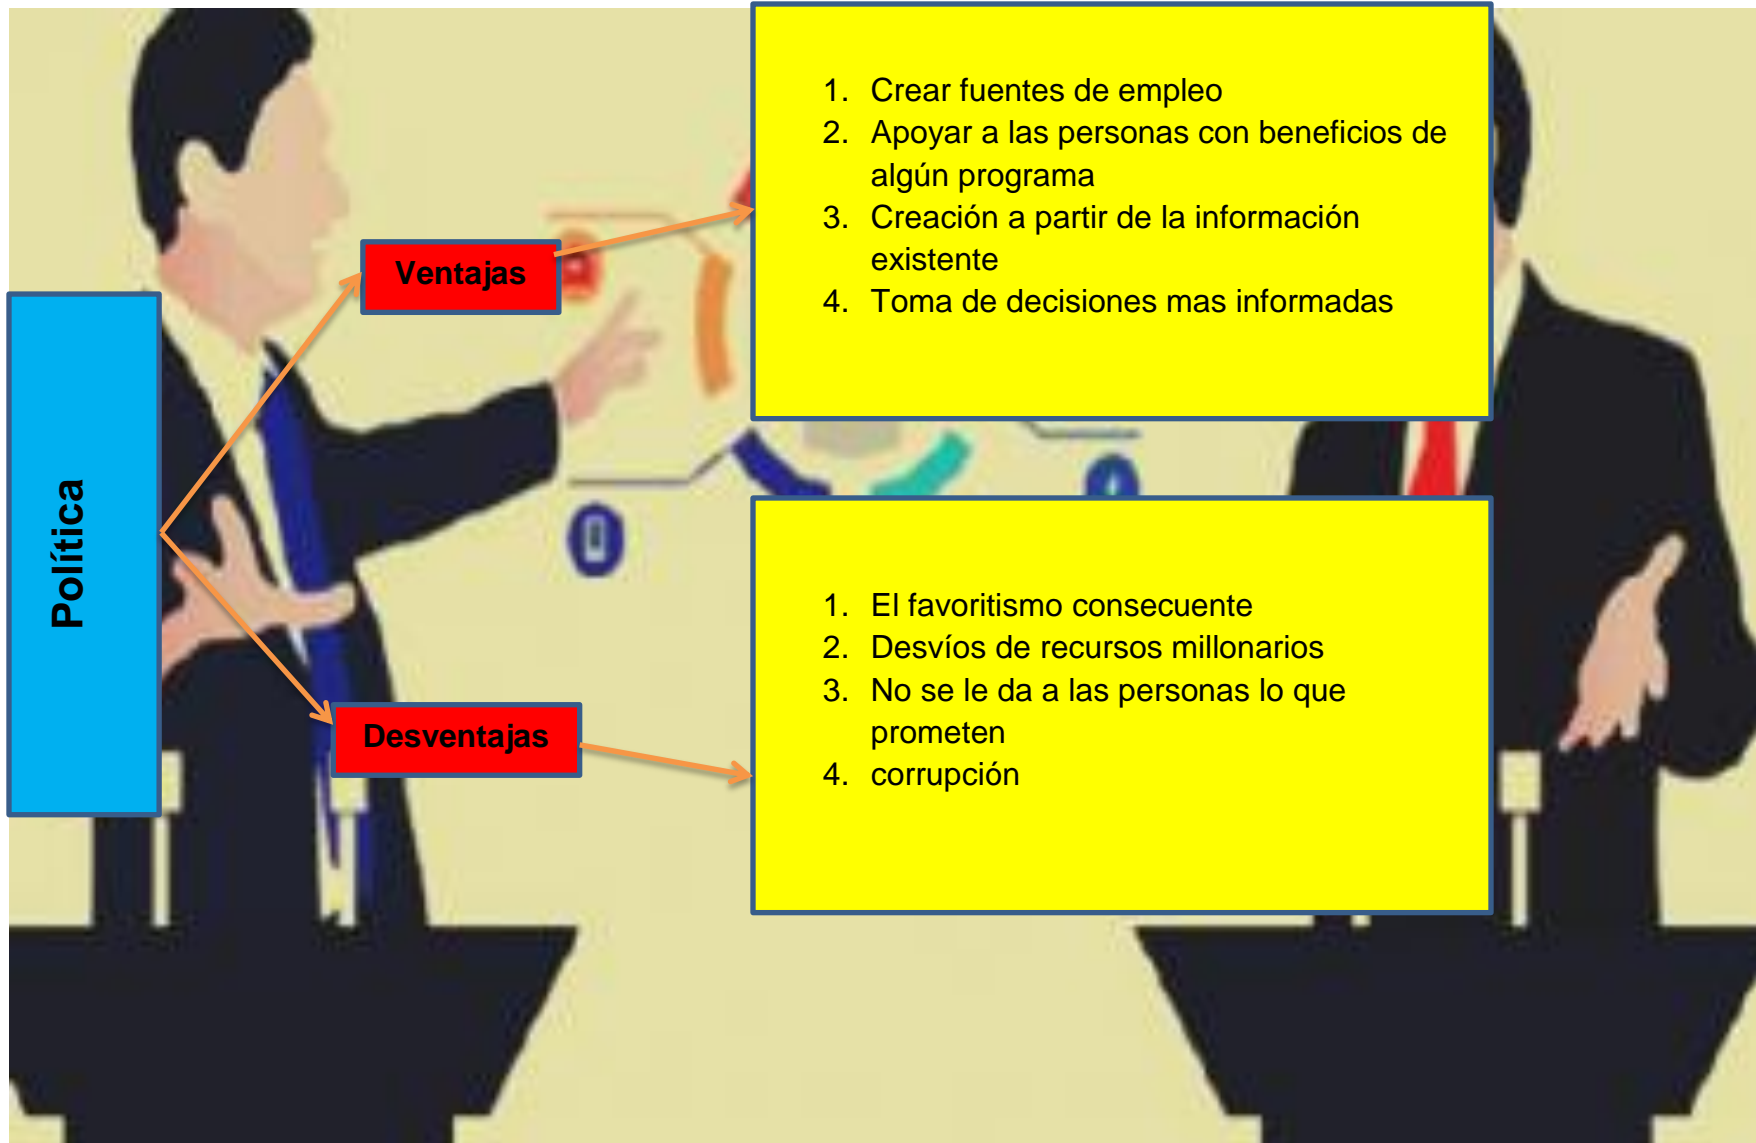 Política
Ventajas
1. Crear fuentes de empleo
2. Apoyar a las personas con beneficios de
algún programa
3. Creación a partir de la información
existente
4. Toma de decisiones mas informadas
Desventajas
1. El favoritismo consecuente
2. Desvíos de recursos millonarios
3. No se le da a las personas lo que
prometen
4. corrupción